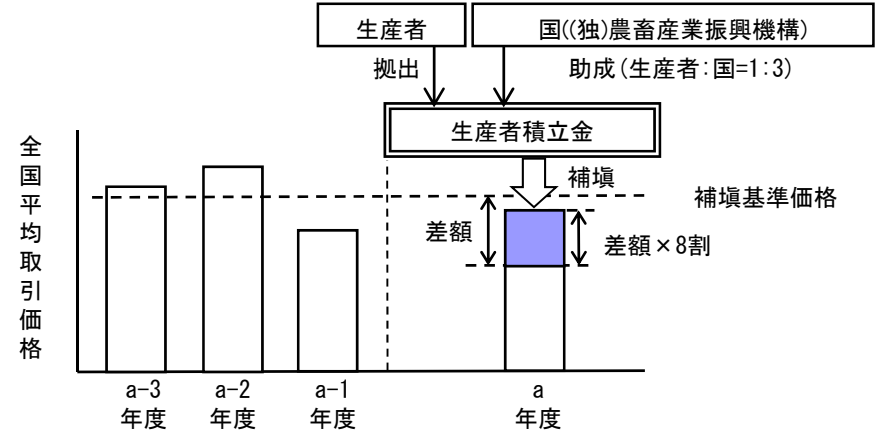 生産者
国((独)農畜産業振興機構)
拠出
助成(生産者:国=1:3)
生産者積立金
補塡
補塡基準価格
差額
差額×8割
全国平均取引価格
a-3
年度
a-2
年度
a-1
年度
a
年度